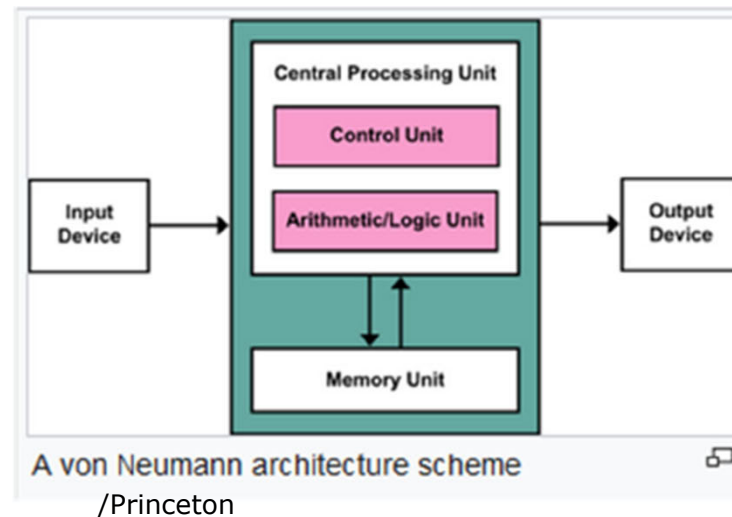 Central Processing Unit
Control Unit
Input
Device
Arithmetic/Logic Unit
Output
Device
Memory Unit
A von Neumann architecture scheme
/Princeton